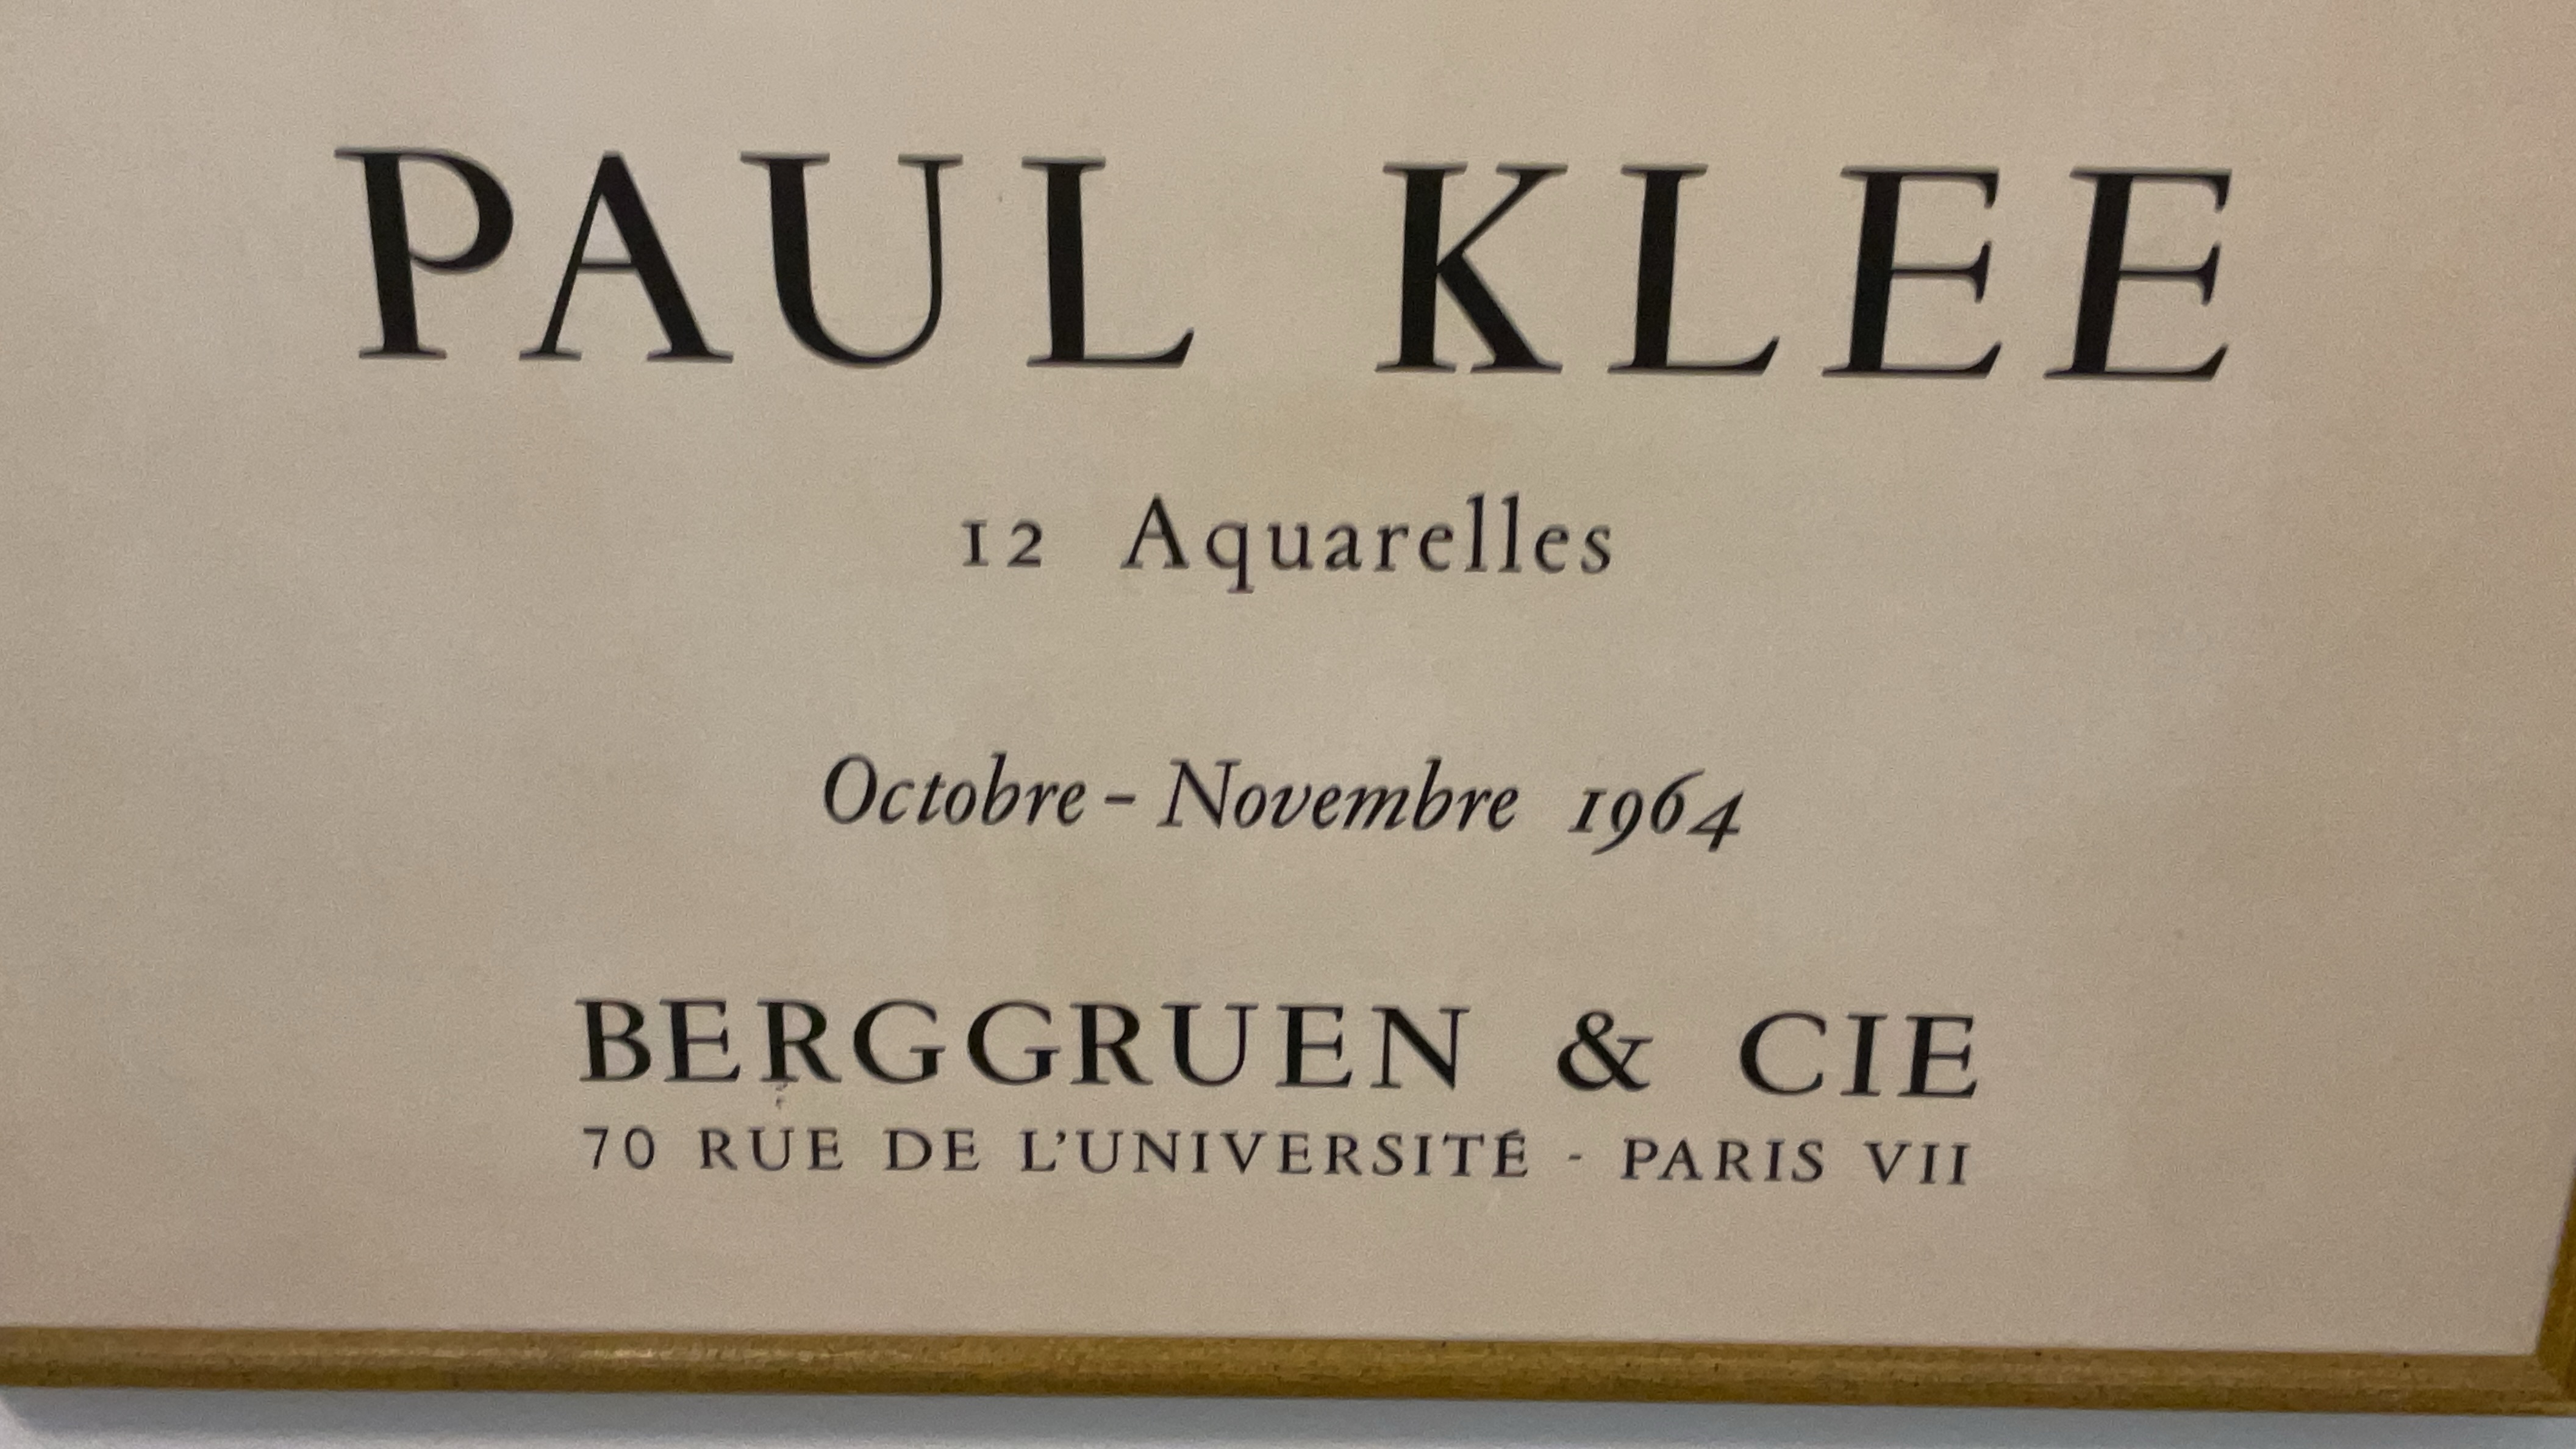 PAUL KLEE
12 Aquarelles
Octobre - Novembre 1964
BERGGRUEN & CIE
70 RUE DE L'UNIVERSITÉ - PARIS VII